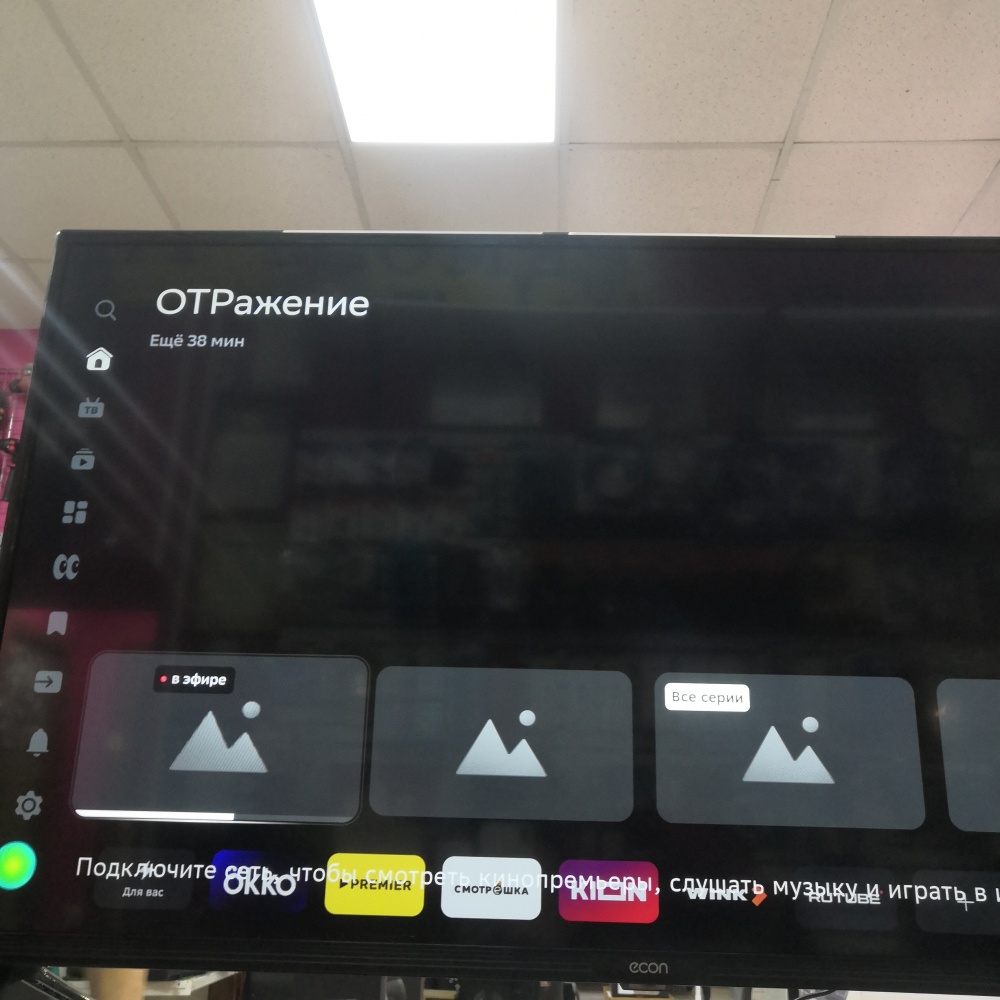 ОТРажение
Ещё 38 мин
ТВ
в эфире
Все серии
Подключите сеть, чтобы смотреть кинопремьеры, слушать музыку и играть в
Для вас
OKKO
PREMIER
СМОТРЁШКА
KION
WINK
RUTUBE
econ